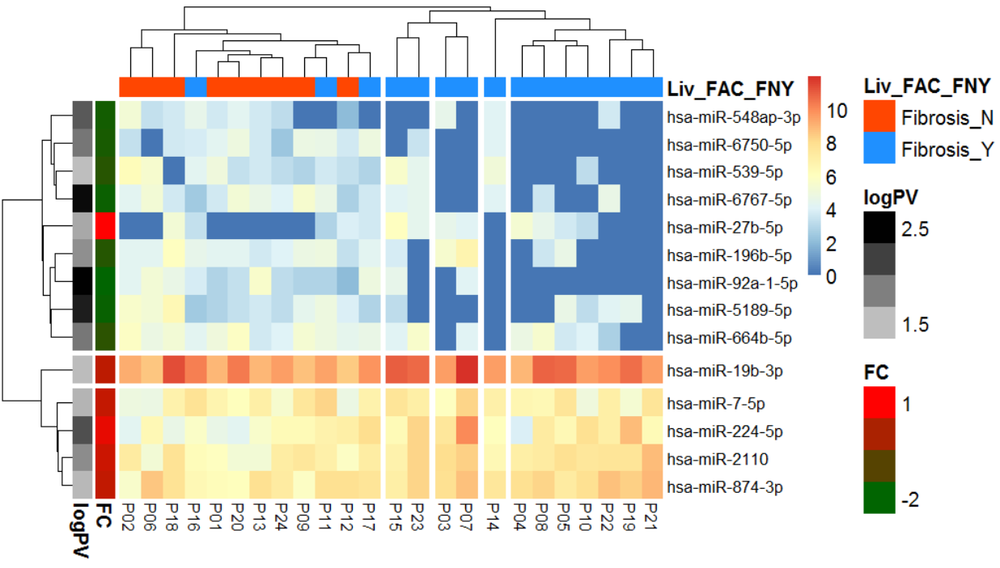 Liv_FAC_FNY
hsa-miR-548ap-3p
hsa-miR-6750-5p
hsa-miR-539-5p
hsa-miR-6767-5p
hsa-miR-27b-5p
hsa-miR-196b-5p
hsa-miR-92a-1-5p
hsa-miR-5189-5p
hsa-miR-664b-5p
hsa-miR-19b-3p
hsa-miR-7-5p
hsa-miR-224-5p
hsa-miR-2110
hsa-miR-874-3p
logPV
FC
P02
P06
P18
P16
P01
P20
P13
P24
P09
P11
P12
P17
P15
P23
P03
P07
P14
P04
P08
P05
P10
P22
P19
P21
10
8
6
4
2
0
Liv_FAC_FNY
Fibrosis_N
Fibrosis_Y
logPV
2.5
1.5
FC
1
-2